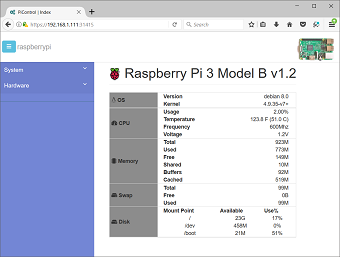 PiControl | Index
https://192.168.1.111:31415
Search
raspberrypi
System
Hardware
Raspberry Pi 3 Model B v1.2
OS
Version debian 8.0
Kernel 4.9.35-v7+
CPU
Usage 2.00%
Temperature 123.8 F (51.0 C)
Frequency 600Mhz
Voltage 1.2V
Memory
Total 923M
Used 773M
Free 149M
Shared 10M
Buffers 92M
Cached 519M
Swap
Total 99M
Free 0B
Used 99M
Disk
Mount Point Available Use%
/ 23G 17%
/dev 458M 0%
/boot 21M 51%